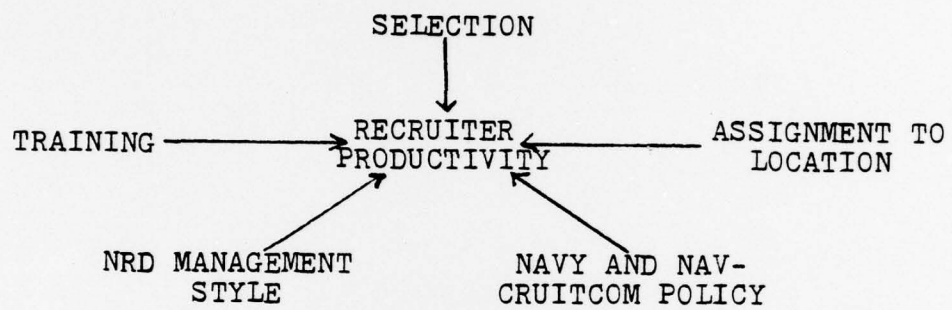 SELECTION
TRAINING
RECRUITER
PRODUCTIVITY
ASSIGNMENT TO
LOCATION
NRD MANAGEMENT
STYLE
NAVY AND NAV-
CRUITCOM POLICY